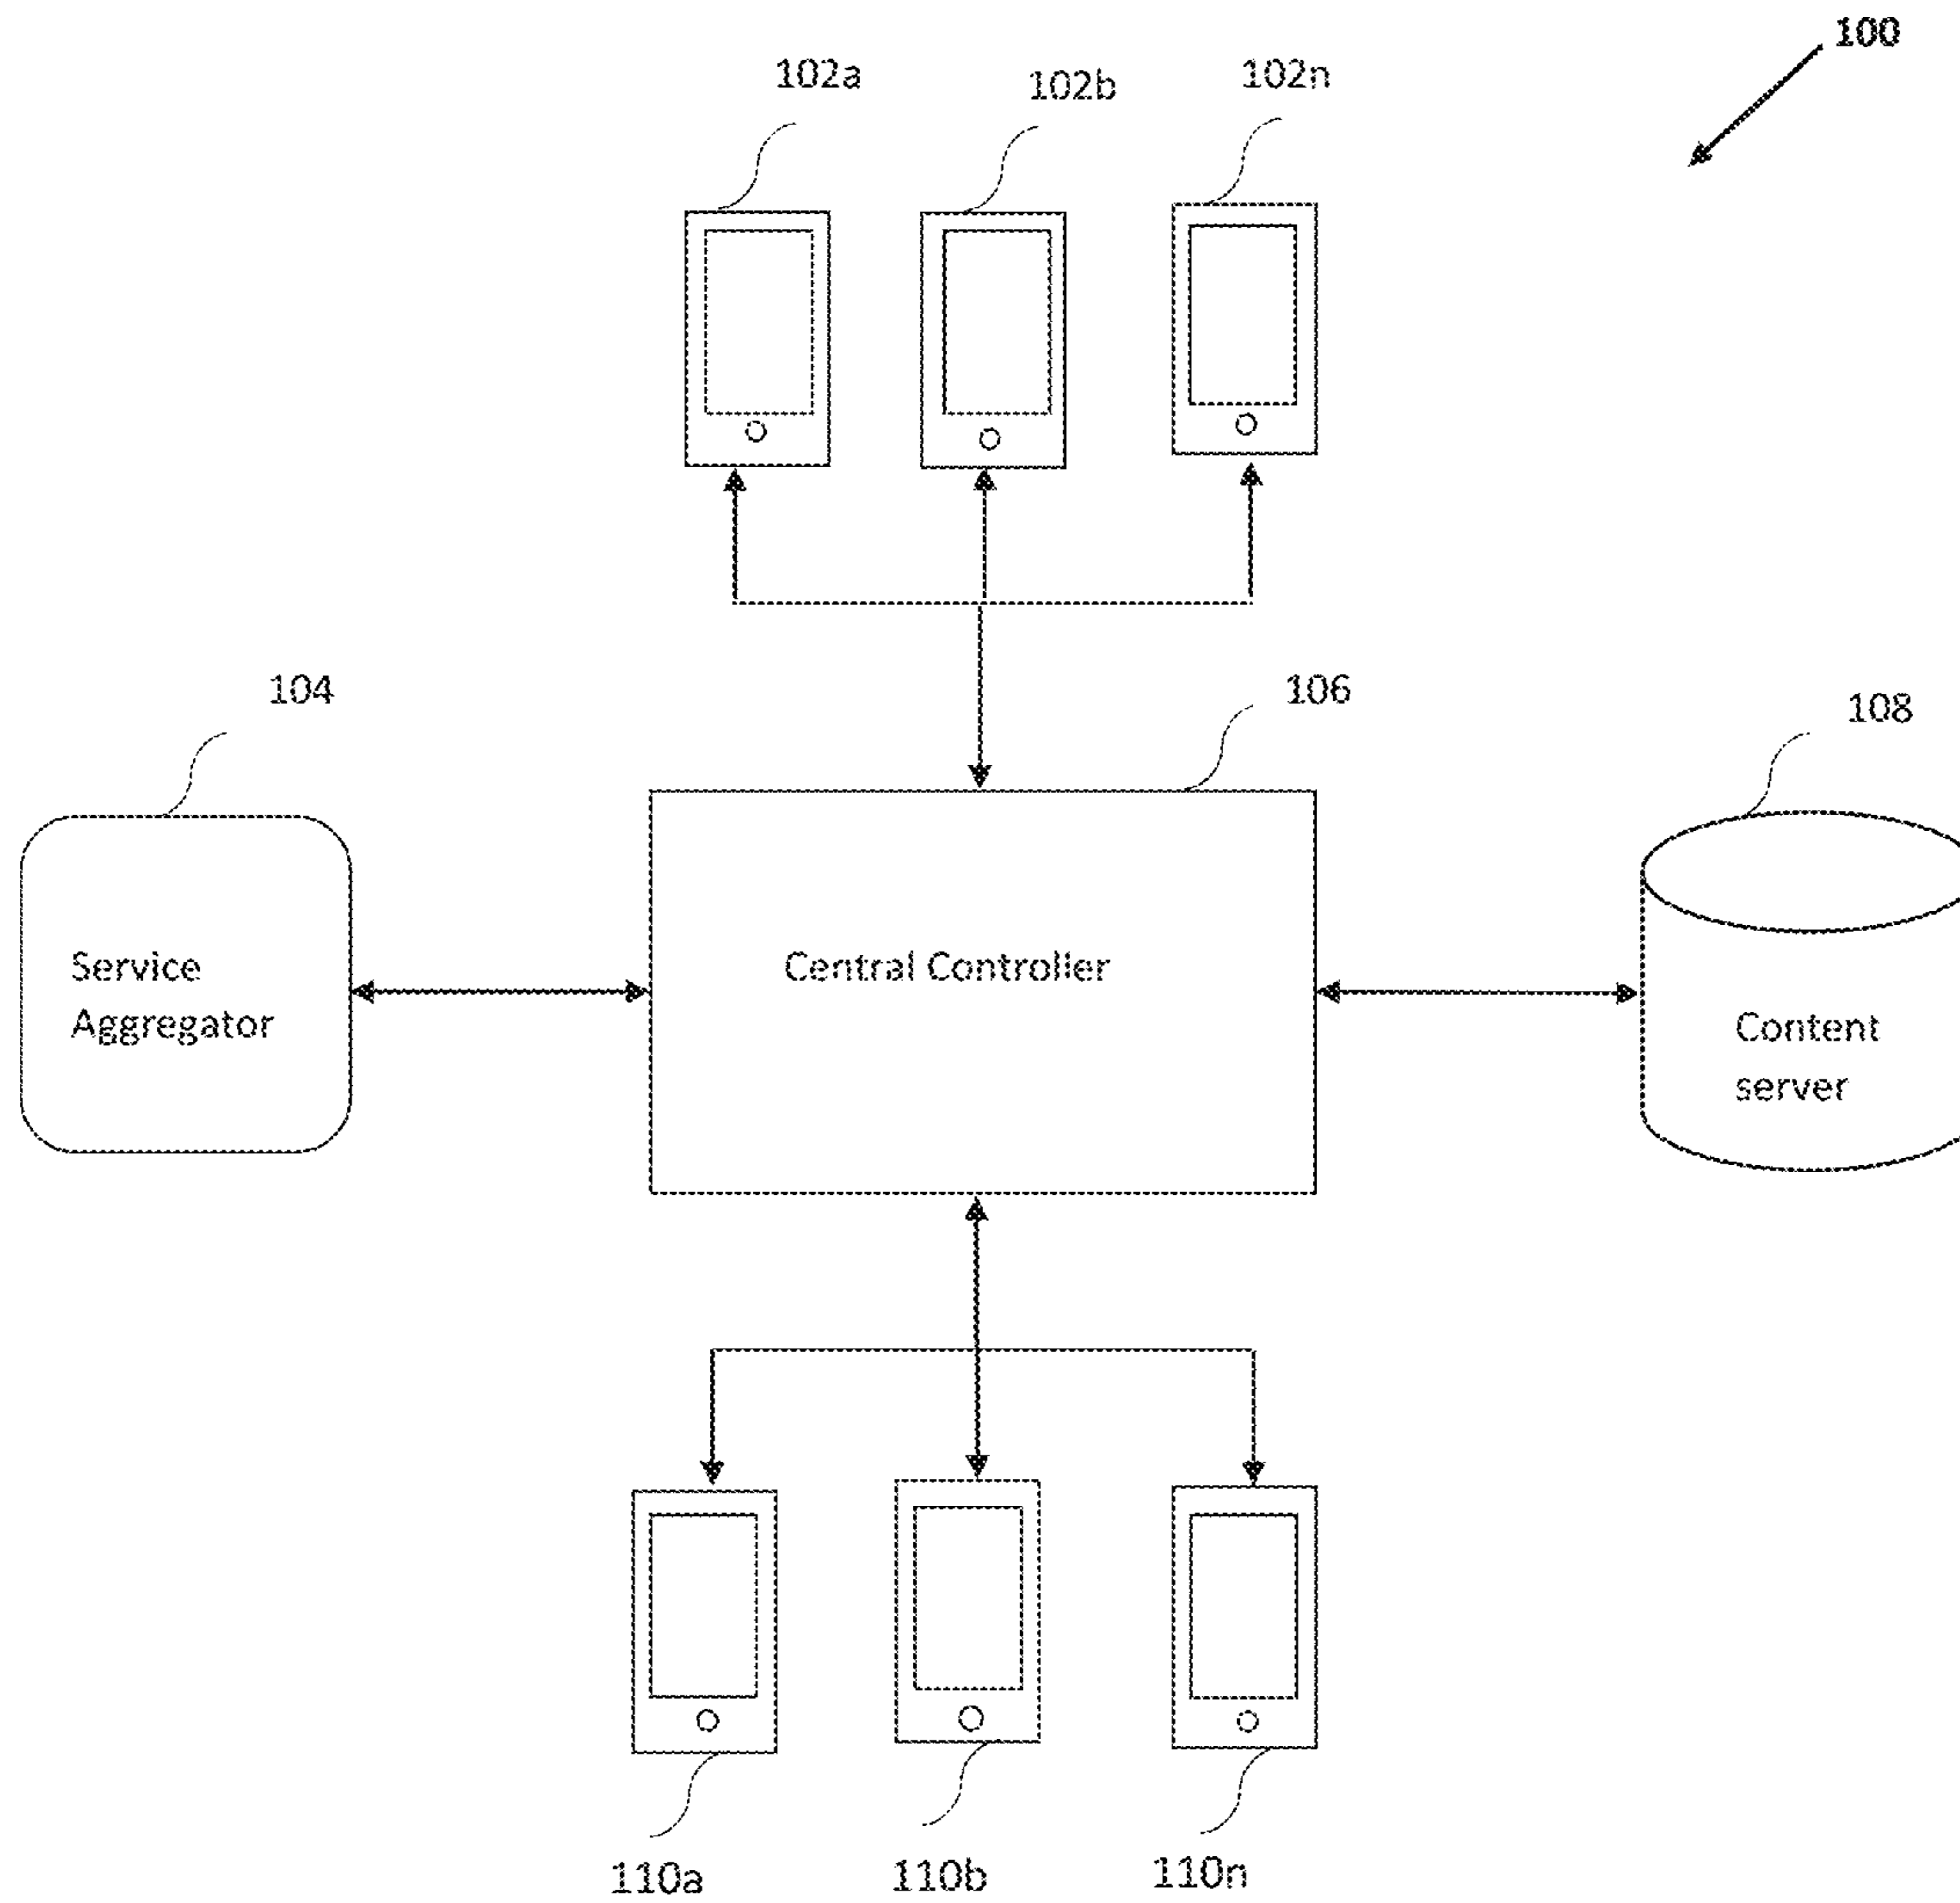 100
102a
102b
102n
104
106
108
Service
Aggregator
Central Controller
Content
server
110a
110b
110n